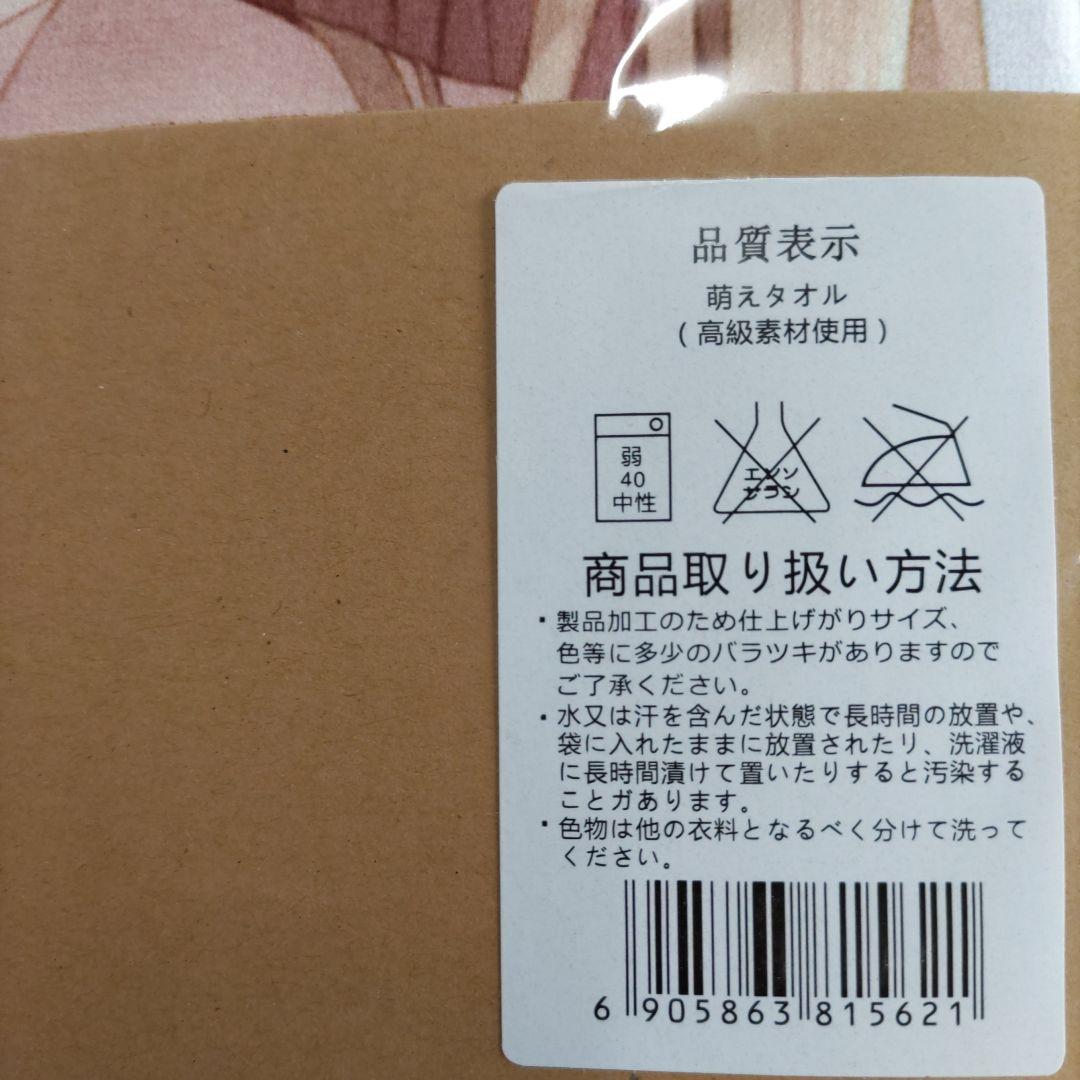 品質表示
萌えタオル
(高級素材使用)
弱
40
中性
エンソ
サラシ
商品取り扱い方法
・製品加工のため仕上げがりサイズ、
色等に多少のバラツキがありますので
ご了承ください。
・水又は汗を含んだ状態で長時間の放置や、
袋に入れたままに放置されたリ、洗濯液
に長時間漬けて置いたりすると汚染する
ことガあります。
・色物は他の衣料となるべく分けて洗って
ください。
6 905863 815621